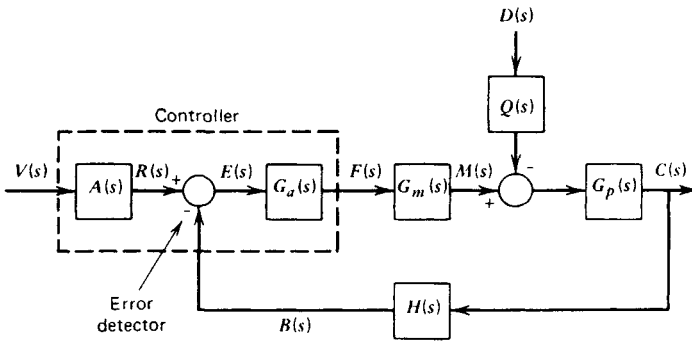 D(s)
Q(s)
Controller
V(s)
A(s)
R(s)
+
-
E(s)
G_a(s)
F(s)
G_m(s)
M(s)
+
-
G_p(s)
C(s)
Error
detector
B(s)
H(s)